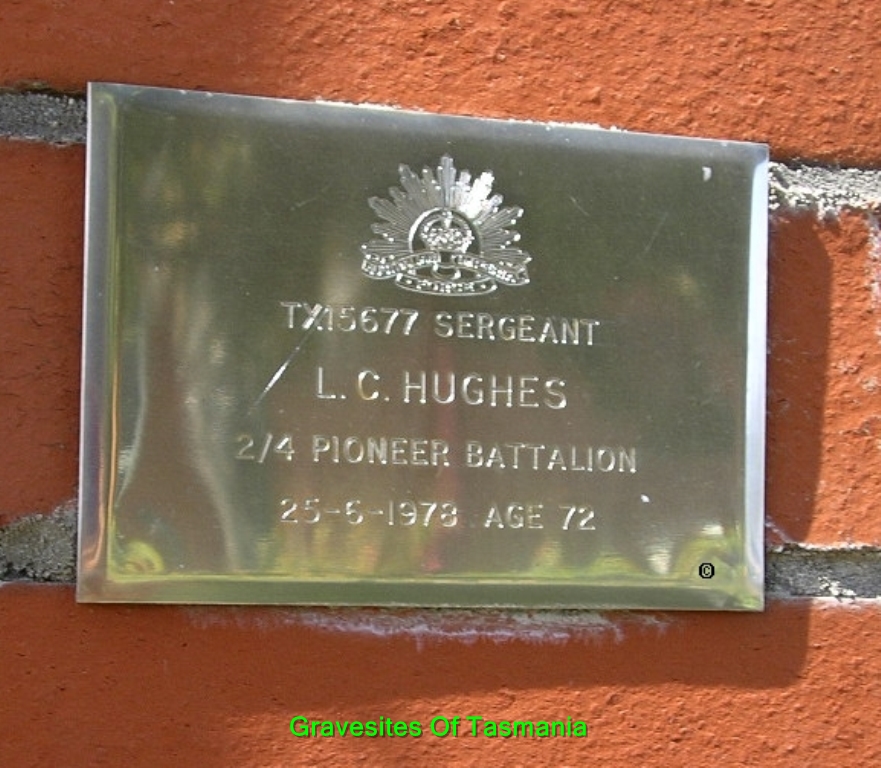 TX15677 SERGEANT
L. C. HUGHES
2/4 PIONEER BATTALION
25-6-1978 AGE 72
©
Gravesites Of Tasmania